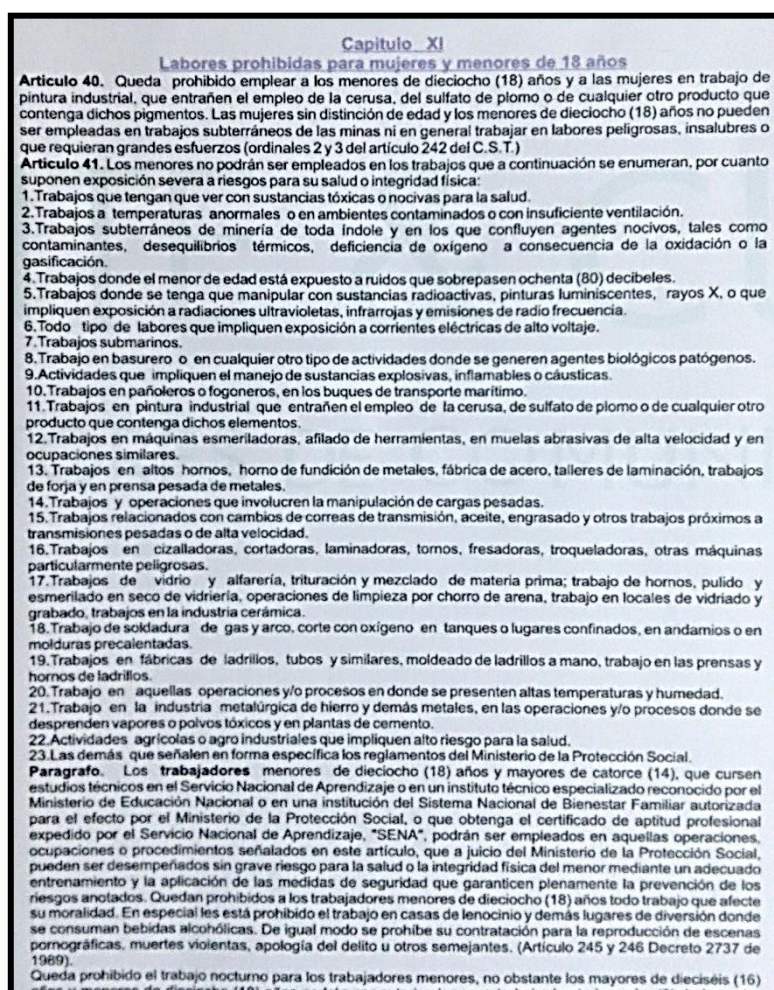 Capitulo XI
Labores prohibidas para mujeres y menores de 18 años
Articulo 40. Queda prohibido emplear a los menores de dieciocho (18) años y a las mujeres en trabajo de
pintura industrial, que entrañen el empleo de la cerusa, del sulfato de plomo o de cualquier otro producto que
contenga dichos pigmentos. Las mujeres sin distinción de edad y los menores de dieciocho (18) años no pueden
ser empleadas en trabajos subterráneos de las minas ni en general trabajar en labores peligrosas, insalubres o
que requieran grandes esfuerzos (ordinales 2 y 3 del artículo 242 del C.S.T.)
Articulo 41. Los menores no podrán ser empleados en los trabajos que a continuación se enumeran, por cuanto
suponen exposición severa a riesgos para su salud o integridad física:
1.Trabajos que tengan que ver con sustancias tóxicas o nocivas para la salud.
2.Trabajos a temperaturas anormales o en ambientes contaminados o con insuficiente ventilación.
3.Trabajos subterráneos de minería de toda índole y en los que confluyen agentes nocivos, tales como
contaminantes, desequilibrios térmicos, deficiencia de oxígeno a consecuencia de la oxidación o la
gasificación.
4.Trabajos donde el menor de edad está expuesto a ruidos que sobrepasen ochenta (80) decibeles.
5.Trabajos donde se tenga que manipular con sustancias radioactivas, pinturas luminiscentes, rayos X, o que
impliquen exposición a radiaciones ultravioletas, infrarrojas y emisiones de radio frecuencia.
6.Todo tipo de labores que impliquen exposición a corrientes eléctricas de alto voltaje.
7.Trabajos submarinos.
8.Trabajo en basurero o en cualquier otro tipo de actividades donde se generen agentes biológicos patógenos.
9.Actividades que impliquen el manejo de sustancias explosivas, inflamables o cáusticas.
10.Trabajos en pañoleros o fogoneros, en los buques de transporte marítimo.
11.Trabajos en pintura industrial que entrañen el empleo de la cerusa, de sulfato de plomo o de cualquier otro
producto que contenga dichos elementos.
12.Trabajos en máquinas esmeriladoras, afilado de herramientas, en muelas abrasivas de alta velocidad y en
ocupaciones similares.
13.Trabajos en altos hornos, horno de fundición de metales, fábrica de acero, talleres de laminación, trabajos
de forja y en prensa pesada de metales.
14.Trabajos y operaciones que involucren la manipulación de cargas pesadas.
15.Trabajos relacionados con cambios de correas de transmisión, aceite, engrasado y otros trabajos próximos a
transmisiones pesadas o de alta velocidad.
16.Trabajos en cizalladoras, cortadoras, laminadoras, tornos, fresadoras, troqueladoras, otras máquinas
particularmente peligrosas.
17.Trabajos de vidrio y alfarería, trituración y mezclado de materia prima; trabajo de hornos, pulido y
esmerilado en seco de vidriería, operaciones de limpieza por chorro de arena, trabajo en locales de vidriado y
grabado, trabajos en la industria cerámica.
18.Trabajo de soldadura de gas y arco, corte con oxígeno en tanques o lugares confinados, en andamios o en
molduras precalentadas.
19.Trabajos en fábricas de ladrillos, tubos y similares, moldeado de ladrillos a mano, trabajo en las prensas y
hornos de ladrillos.
20.Trabajo en aquellas operaciones y/o procesos en donde se presenten altas temperaturas y humedad.
21.Trabajo en la industria metalúrgica de hierro y demás metales, en las operaciones y/o procesos donde se
desprenden vapores o polvos tóxicos y en plantas de cemento.
22.Actividades agrícolas o agro industriales que impliquen alto riesgo para la salud.
23.Las demás que señalen en forma específica los reglamentos del Ministerio de la Protección Social.
Paragrafo. Los trabajadores menores de dieciocho (18) años y mayores de catorce (14), que cursen
estudios técnicos en el Servicio Nacional de Aprendizaje o en un instituto técnico especializado reconocido por el
Ministerio de Educación Nacional o en una institución del Sistema Nacional de Bienestar Familiar autorizada
para el efecto por el Ministerio de la Protección Social, o que obtenga el certificado de aptitud profesional
expedido por el Servicio Nacional de Aprendizaje, "SENA", podrán ser empleados en aquellas operaciones,
ocupaciones o procedimientos señalados en este artículo, que a juicio del Ministerio de la Protección Social,
pueden ser desempeñados sin grave riesgo para la salud o la integridad física del menor mediante un adecuado
entrenamiento y la aplicación de las medidas de seguridad que garanticen plenamente la prevención de los
riesgos anotados. Quedan prohibidos a los trabajadores menores de dieciocho (18) años todo trabajo que afecte
su moralidad. En especial les está prohibido el trabajo en casas de lenocinio y demás lugares de diversión donde
se consuman bebidas alcohólicas. De igual modo se prohíbe su contratación para la reproducción de escenas
pornográficas, muertes violentas, apología del delito u otros semejantes. (Artículo 245 y 246 Decreto 2737 de
1989).
Queda prohibido el trabajo nocturno para los trabajadores menores, no obstante los mayores de dieciséis (16)